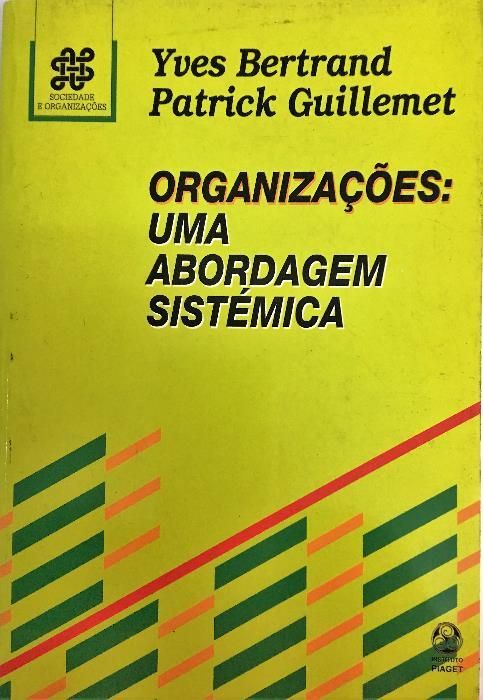 SOCIEDADE
E ORGANIZAÇÕES
Yves Bertrand
Patrick Guillemet
ORGANIZAÇÕES:
UMA
ABORDAGEM
SISTÉMICA
INSTITUTO
PIAGET